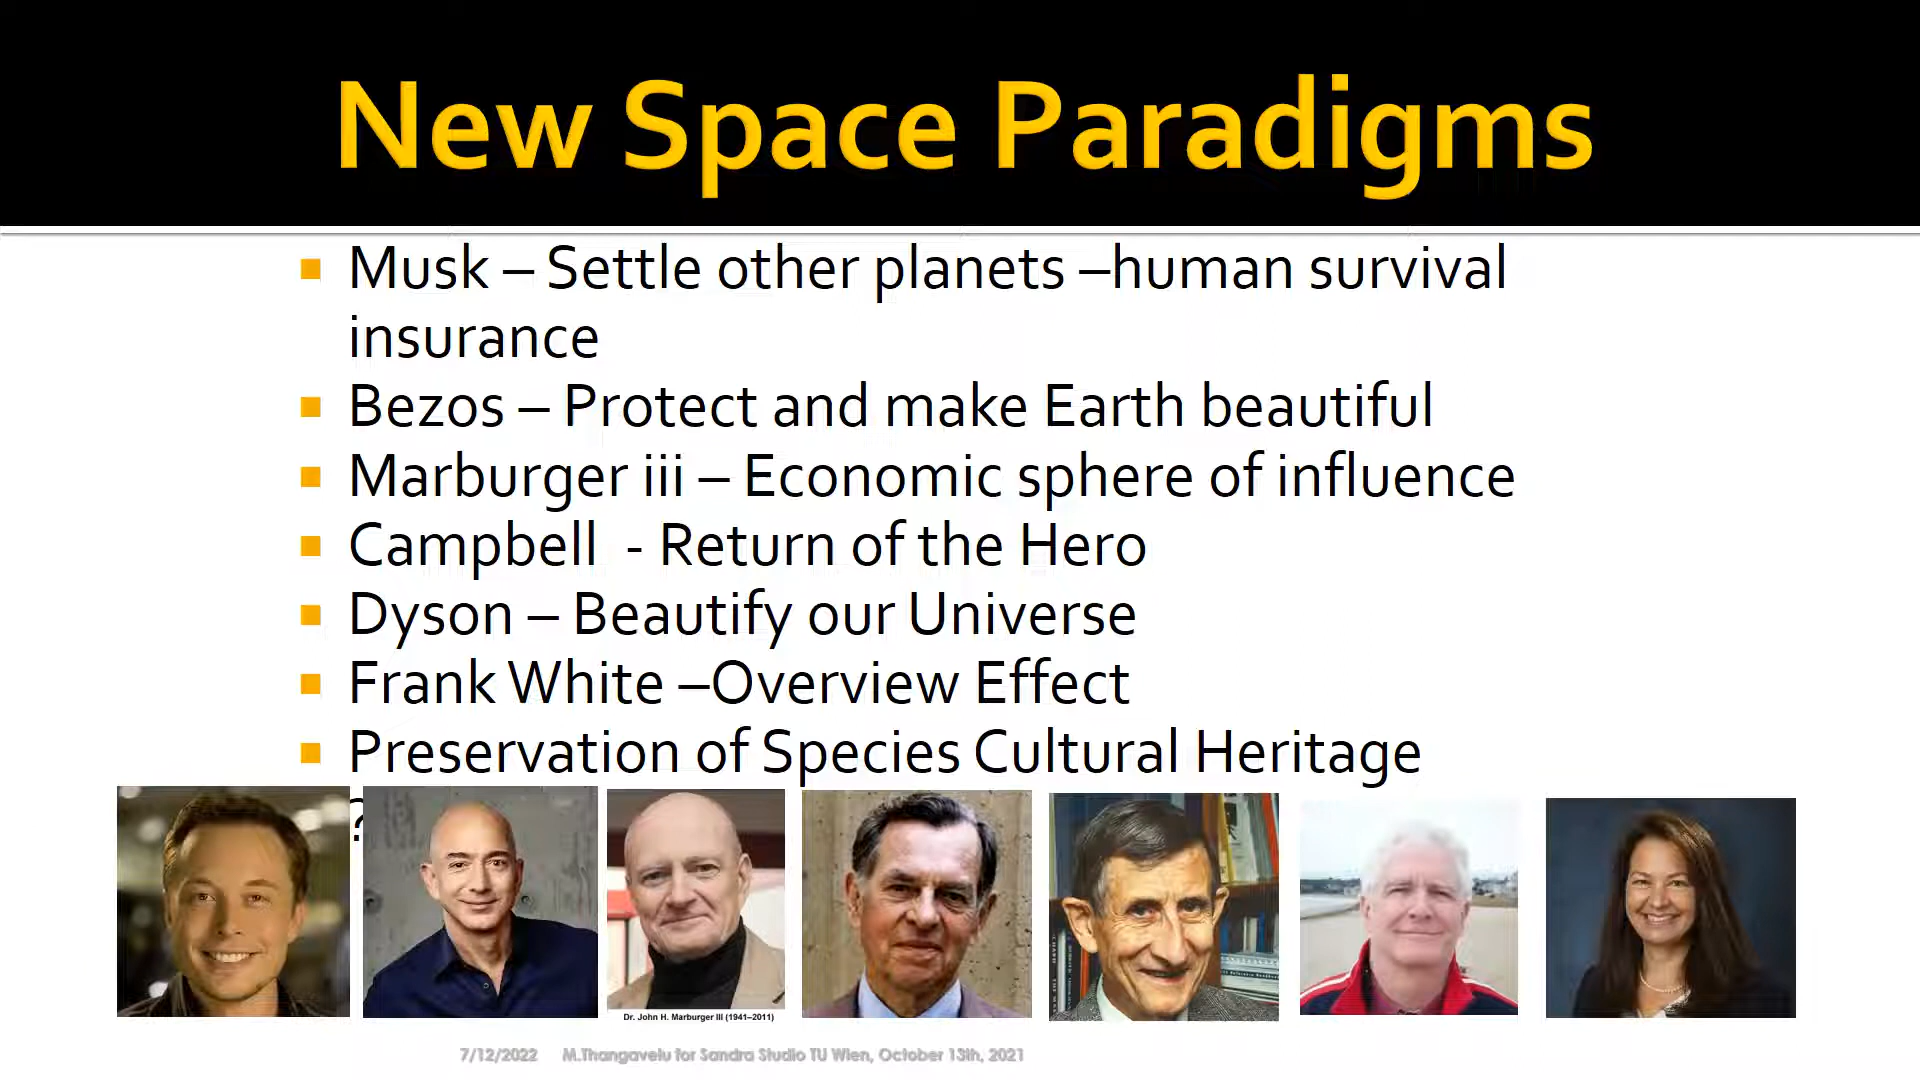 New Space Paradigms
Musk – Settle other planets –human survival
insurance
Bezos – Protect and make Earth beautiful
Marburger iii – Economic sphere of influence
Campbell - Return of the Hero
Dyson – Beautify our Universe
Frank White –Overview Effect
Preservation of Species Cultural Heritage
?
Dr. John H. Marburger III (1941–2011)
7/12/2022 M.Thangavelu for Sandra Studio TU Wien, October 13th, 2021